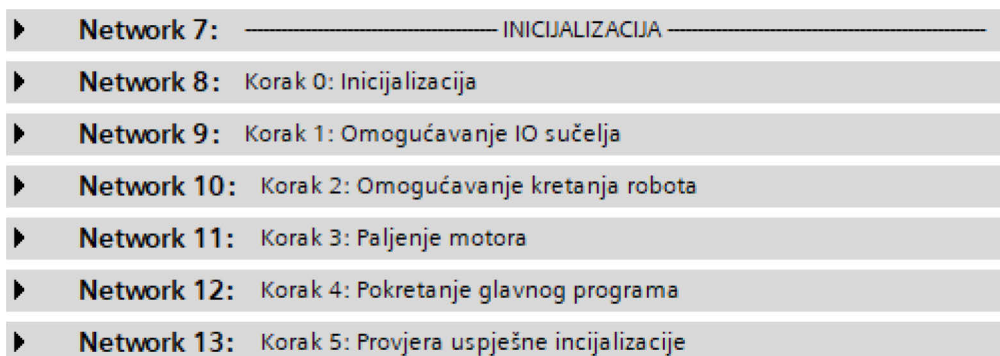 Network 7: ---------- INICIJALIZACIJA ----------
Network 8: Korak 0: Inicijalizacija
Network 9: Korak 1: Omogućavanje IO sučelja
Network 10: Korak 2: Omogućavanje kretanja robota
Network 11: Korak 3: Paljenje motora
Network 12: Korak 4: Pokretanje glavnog programa
Network 13: Korak 5: Provjera uspješne incijalizacije